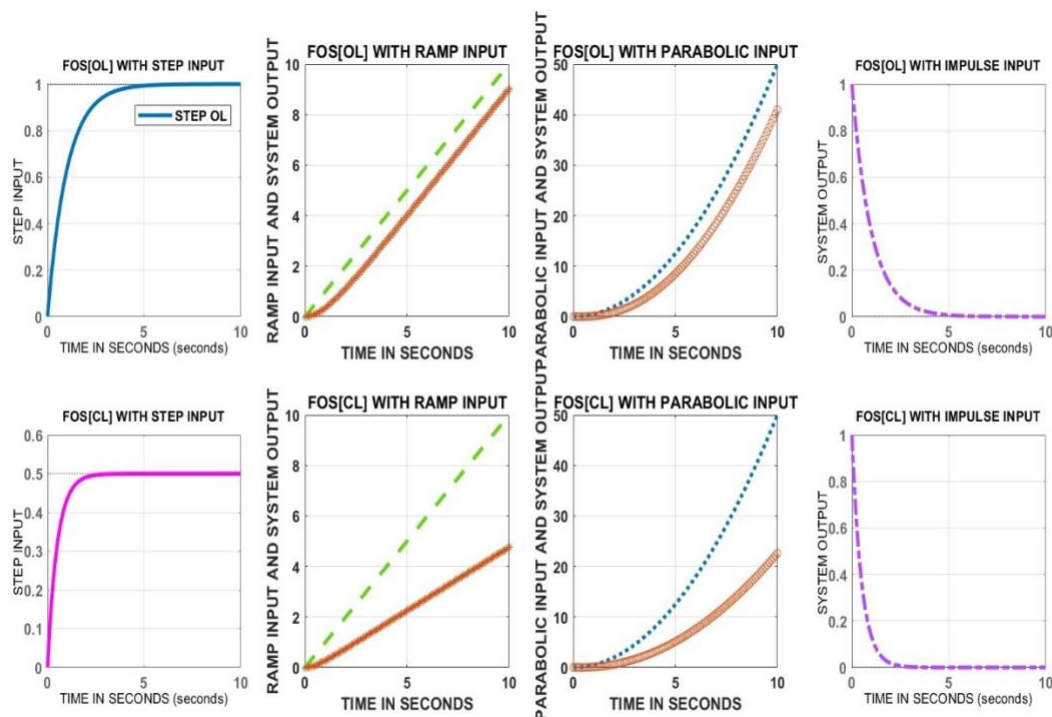 FOS[OL] WITH STEP INPUT
STEP INPUT
1
0.8
0.6
0.4
0.2
0
STEP OL
0 5 10
TIME IN SECONDS (seconds)
FOS[OL] WITH RAMP INPUT
RAMP INPUT AND SYSTEM OUTPUT
10
8
6
4
2
0
0 5 10
TIME IN SECONDS
FOS[OL] WITH PARABOLIC INPUT
PARABOLIC INPUT AND SYSTEM OUTPUT
50
40
30
20
10
0
0 5 10
TIME IN SECONDS
FOS[OL] WITH IMPULSE INPUT
SYSTEM OUTPUT
1
0.8
0.6
0.4
0.2
0
0 5 10
TIME IN SECONDS (seconds)
FOS[CL] WITH STEP INPUT
STEP INPUT
0.6
0.5
0.4
0.3
0.2
0.1
0
0 5 10
TIME IN SECONDS (seconds)
FOS[CL] WITH RAMP INPUT
RAMP INPUT AND SYSTEM OUTPUT
10
8
6
4
2
0
0 5 10
TIME IN SECONDS
FOS[CL] WITH PARABOLIC INPUT
PARABOLIC INPUT AND SYSTEM OUTPUT
50
40
30
20
10
0
0 5 10
TIME IN SECONDS
FOS[CL] WITH IMPULSE INPUT
SYSTEM OUTPUT
1
0.8
0.6
0.4
0.2
0
0 5 10
TIME IN SECONDS (seconds)